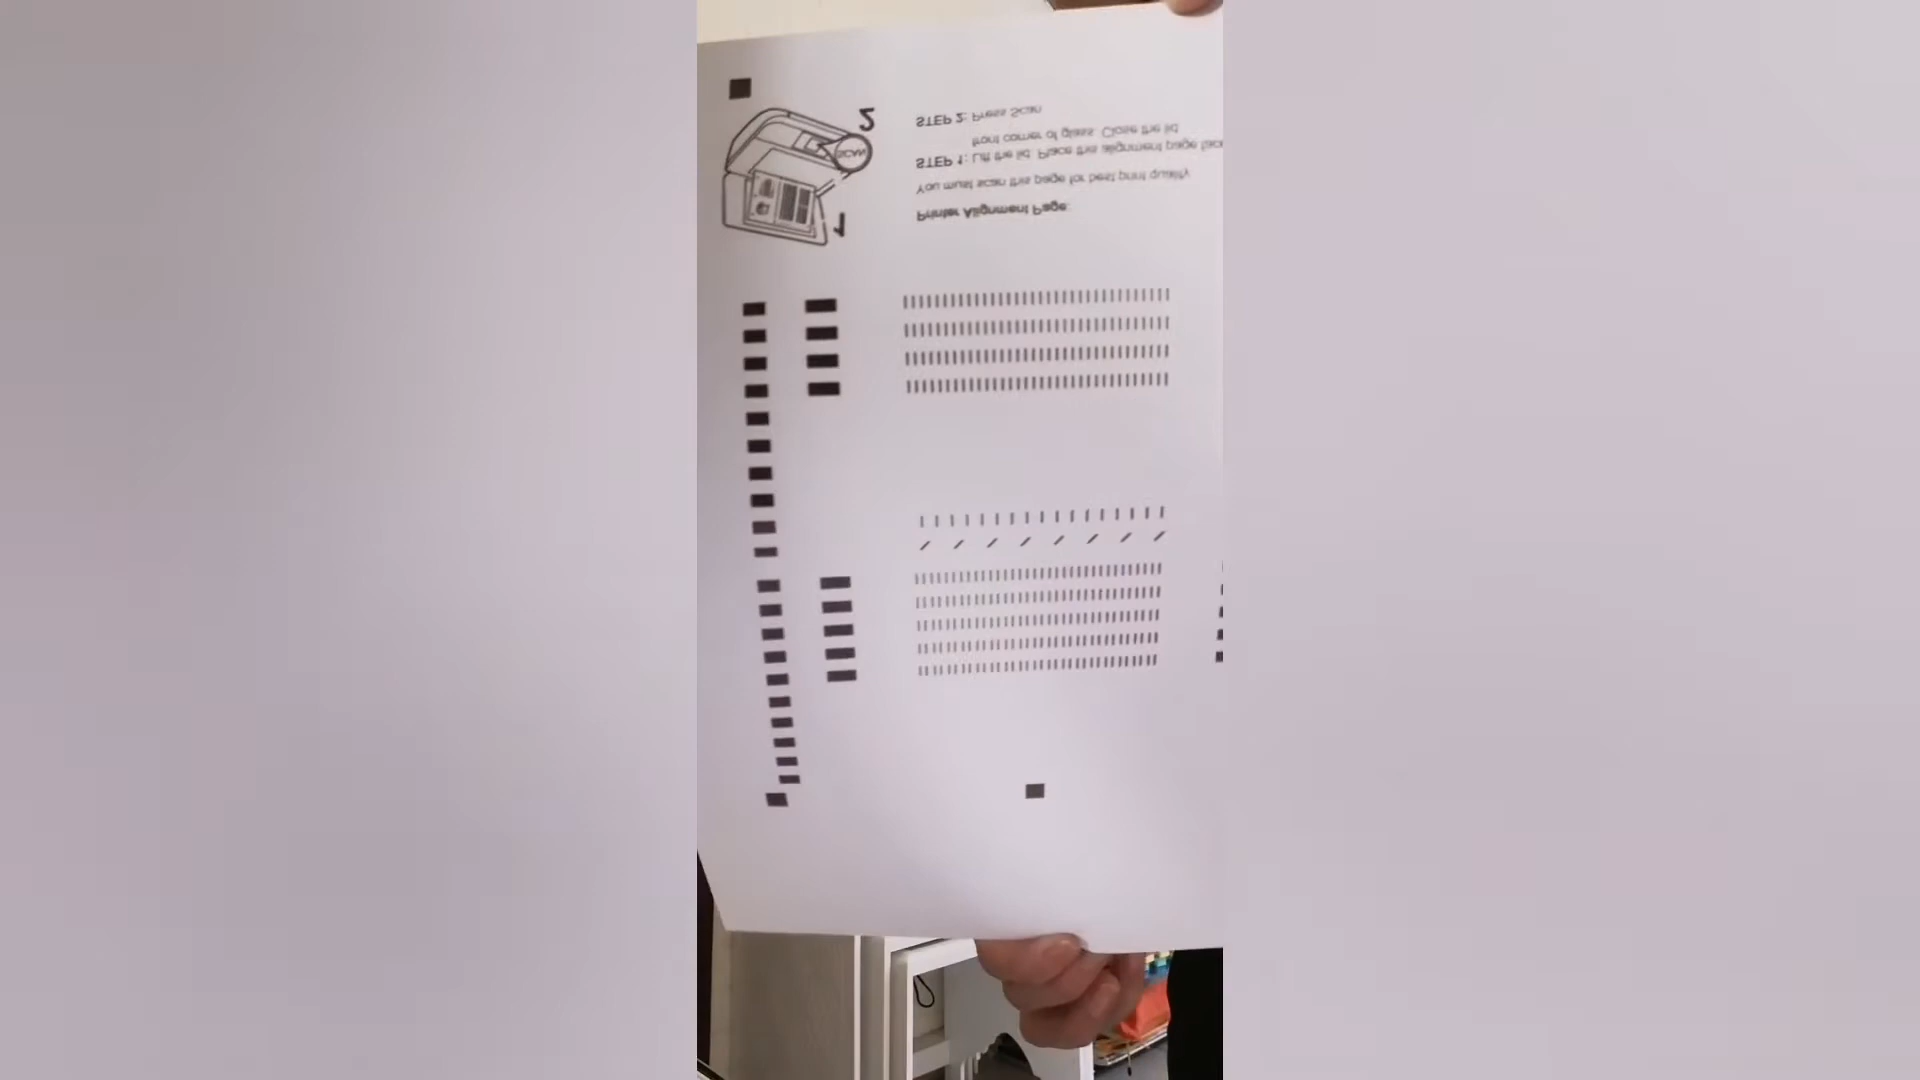 Printer Alignment Page:
You must scan this page for best print quality
STEP 1: Lift the lid. Place this alignment page face
front corner of glass. Close the lid
STEP 2: Press Scan
1
2
SCAN